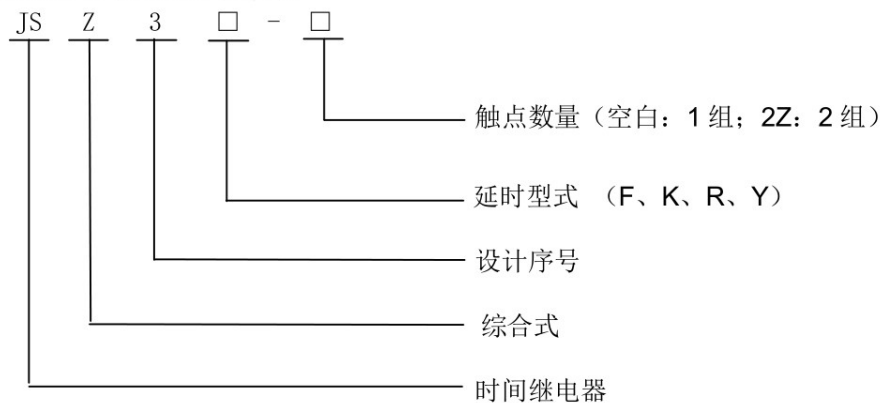 JS Z 3 □ - □
触点数量（空白：1 组；2Z：2 组）
延时型式 （F、K、R、Y）
设计序号
综合式
时间继电器